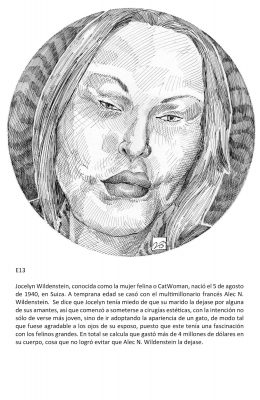 E13
Jocelyn Wildenstein, conocida como la mujer felina o CatWoman, nació el 5 de agosto
de 1940, en Suiza. A temprana edad se casó con el multimillonario francés Alec N.
Wildenstein. Se dice que Jocelyn tenía miedo de que su marido la dejase por alguna
de sus amantes, asi que comenzó a someterse a cirugías estéticas, con la intención no
sólo de verse más joven, sino de ir adoptando la apariencia de un gato, de modo tal
que fuese agradable a los ojos de su esposo, puesto que este tenia una fascinación
con los felinos grandes. En total se calcula que gastó más de 4 millones de dólares en
su cuerpo, cosa que no logró evitar que Alec N. Wildenstein la dejase.